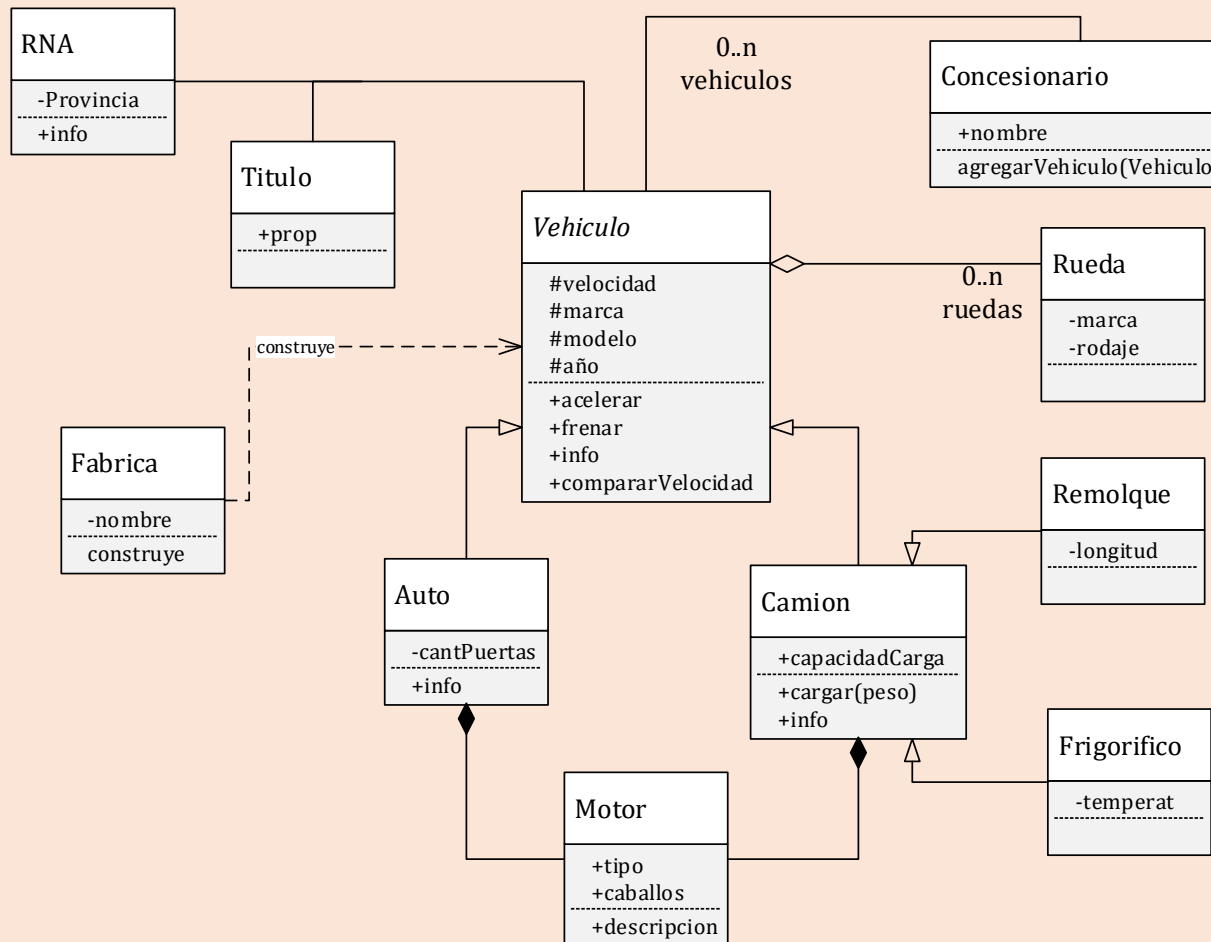 RNA
-Provincia
+info
0..n
vehiculos
Concesionario
+nombre
agregarVehiculo(Vehiculo
Titulo
+prop
Vehiculo
#velocidad
#marca
#modelo
#año
+acelerar
+frenar
+info
+compararVelocidad
0..n
ruedas
Rueda
-marca
-rodaje
construye
Fabrica
-nombre
construye
Remolque
-longitud
Auto
-cantPuertas
+info
Camion
+capacidadCarga
+cargar(peso)
+info
Frigorifico
-temperat
Motor
+tipo
+caballos
+descripcion